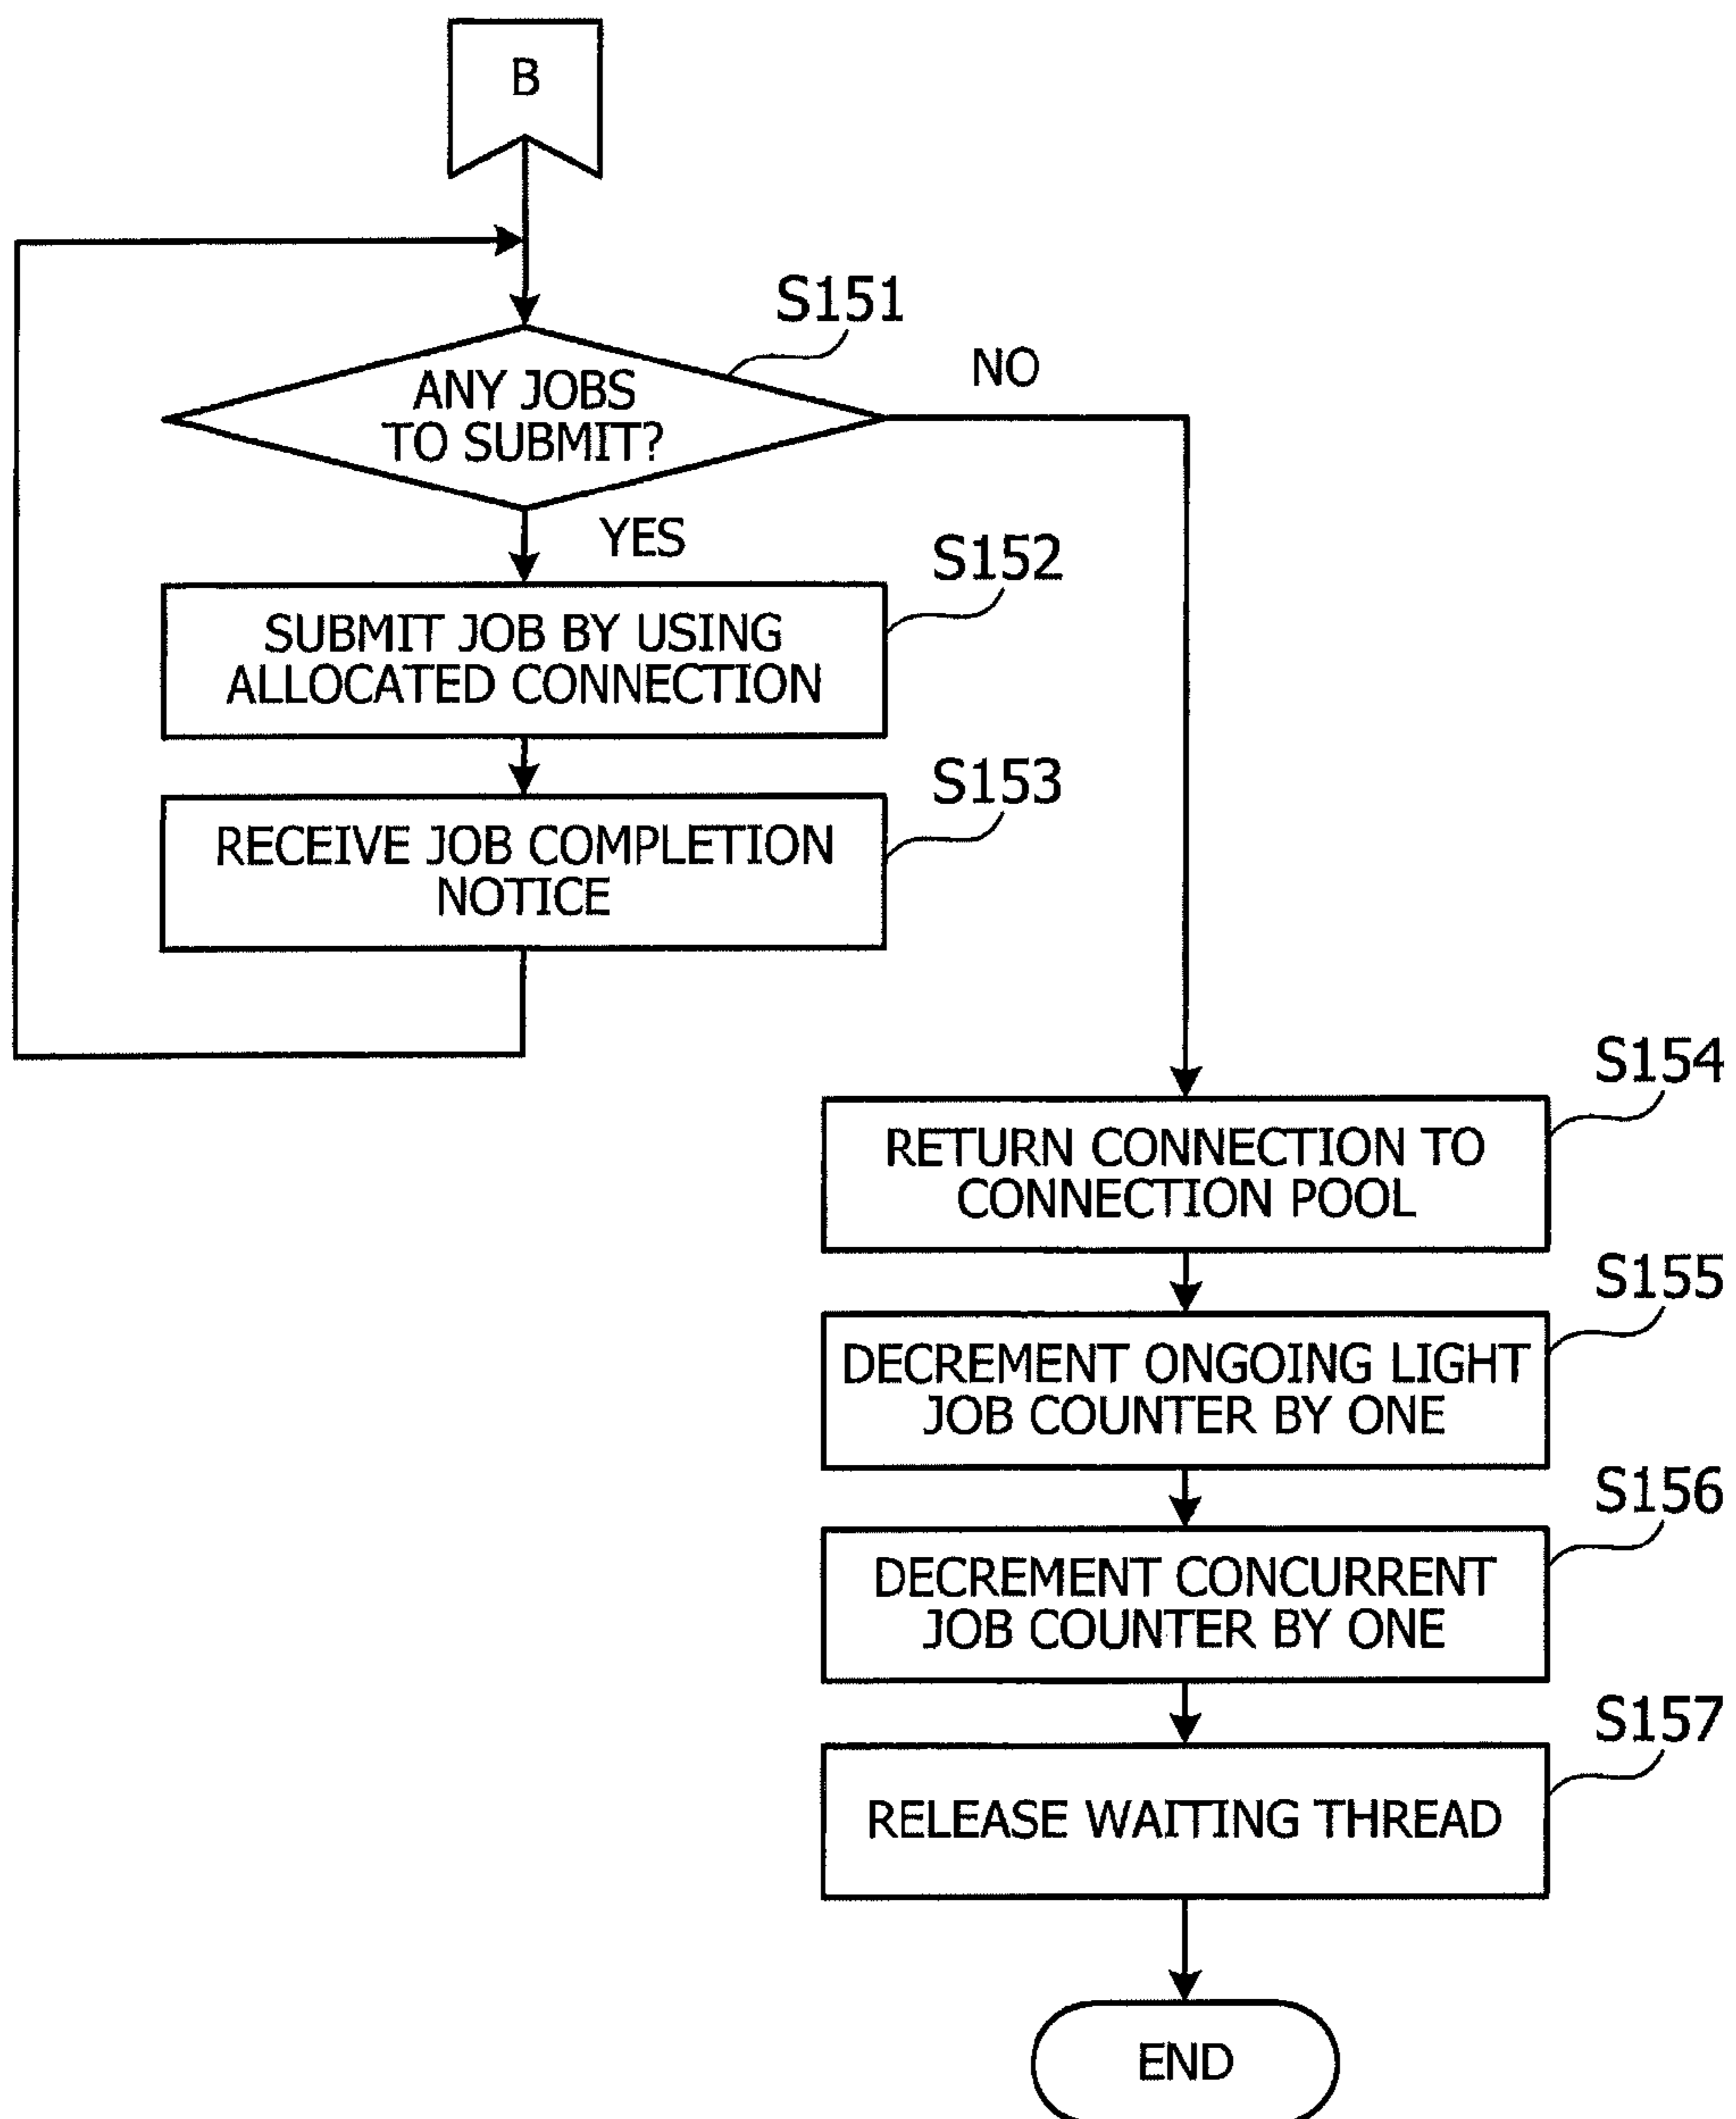 B
S151
NO
ANY JOBS
TO SUBMIT?
YES
S152
SUBMIT JOB BY USING
ALLOCATED CONNECTION
S153
RECEIVE JOB COMPLETION
NOTICE
S154
RETURN CONNECTION TO
CONNECTION POOL
S155
DECREMENT ONGOING LIGHT
JOB COUNTER BY ONE
S156
DECREMENT CONCURRENT
JOB COUNTER BY ONE
S157
RELEASE WAITING THREAD
END